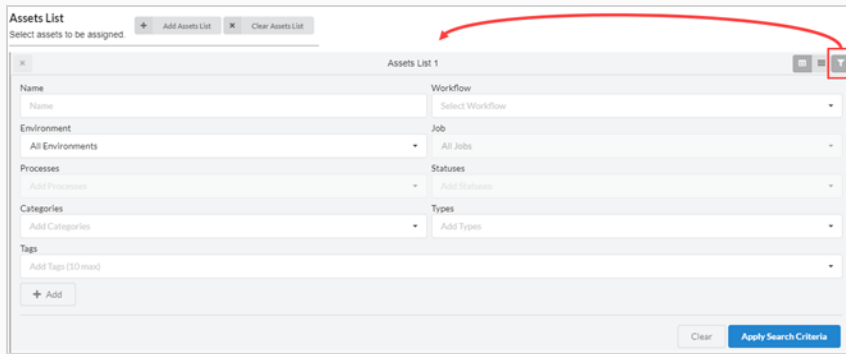 Assets List
Select assets to be assigned.
+ Add Assets List
× Clear Assets List
× Assets List 1
Name Workflow
Name Select Workflow
Environment Job
All Environments All Jobs
Processes Statuses
Add Processes Add Statuses
Categories Types
Add Categories Add Types
Tags
Add Tags (10 max)
+ Add
Clear Apply Search Criteria